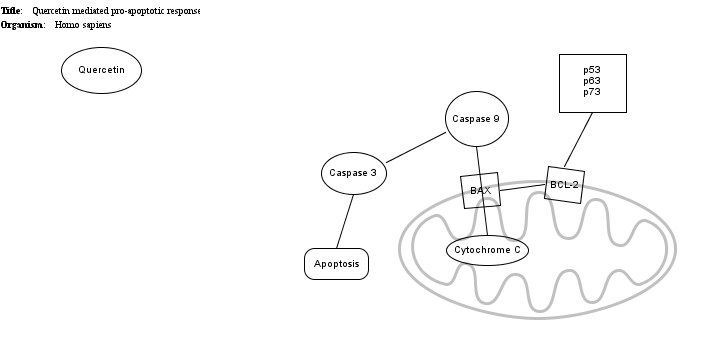 Title: Quercetin mediated pro-apoptotic response
Organism: Homo sapiens
Quercetin
p53
p63
p73
Caspase 9
Caspase 3
BAX
BCL-2
Cytochrome C
Apoptosis